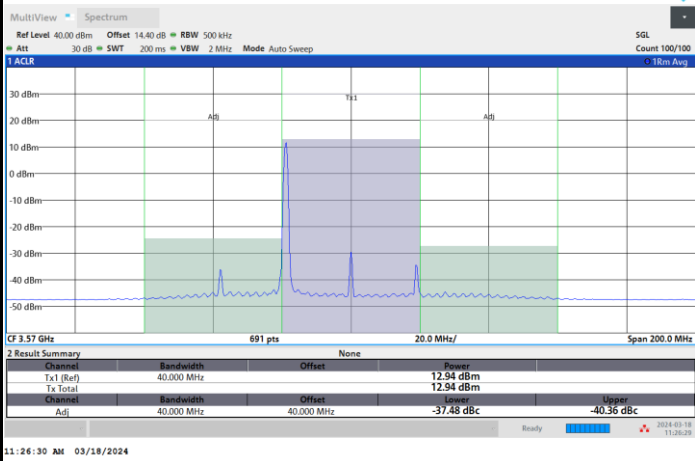 MultiView Spectrum
Ref Level 40.00 dBm Offset 14.40 dB RBW 500 kHz SGL
Att 30 dB SWT 200 ms VBW 2 MHz Mode Auto Sweep Count 100/100
1 ACLR 1Rm Avg
30 dBm
Tx1
20 dBm Adj Adj
10 dBm
0 dBm
-10 dBm
-20 dBm
-30 dBm
-40 dBm
-50 dBm
CF 3.57 GHz 691 pts 20.0 MHz/ Span 200.0 MHz
2 Result Summary None
Channel Bandwidth Offset Power
Tx1 (Ref) 40.000 MHz 12.94 dBm
Tx Total 12.94 dBm
Channel Bandwidth Offset Lower Upper
Adj 40.000 MHz 40.000 MHz -37.48 dBc -40.36 dBc
Ready 2024-03-18
11:26:29
11:26:30 AM 03/18/2024